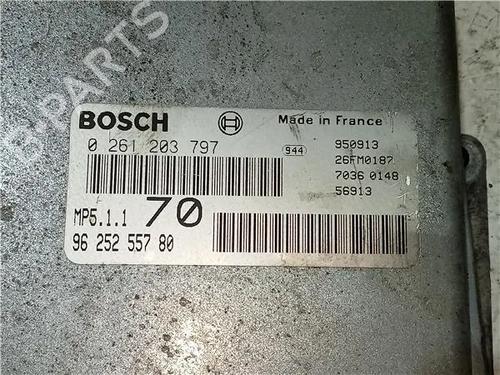 B-PARTS
BOSCH
Made in France
0 261 203 797
944
950913
26FM0187
7036 0148
56913
MP5.1.1
70
96 252 557 80